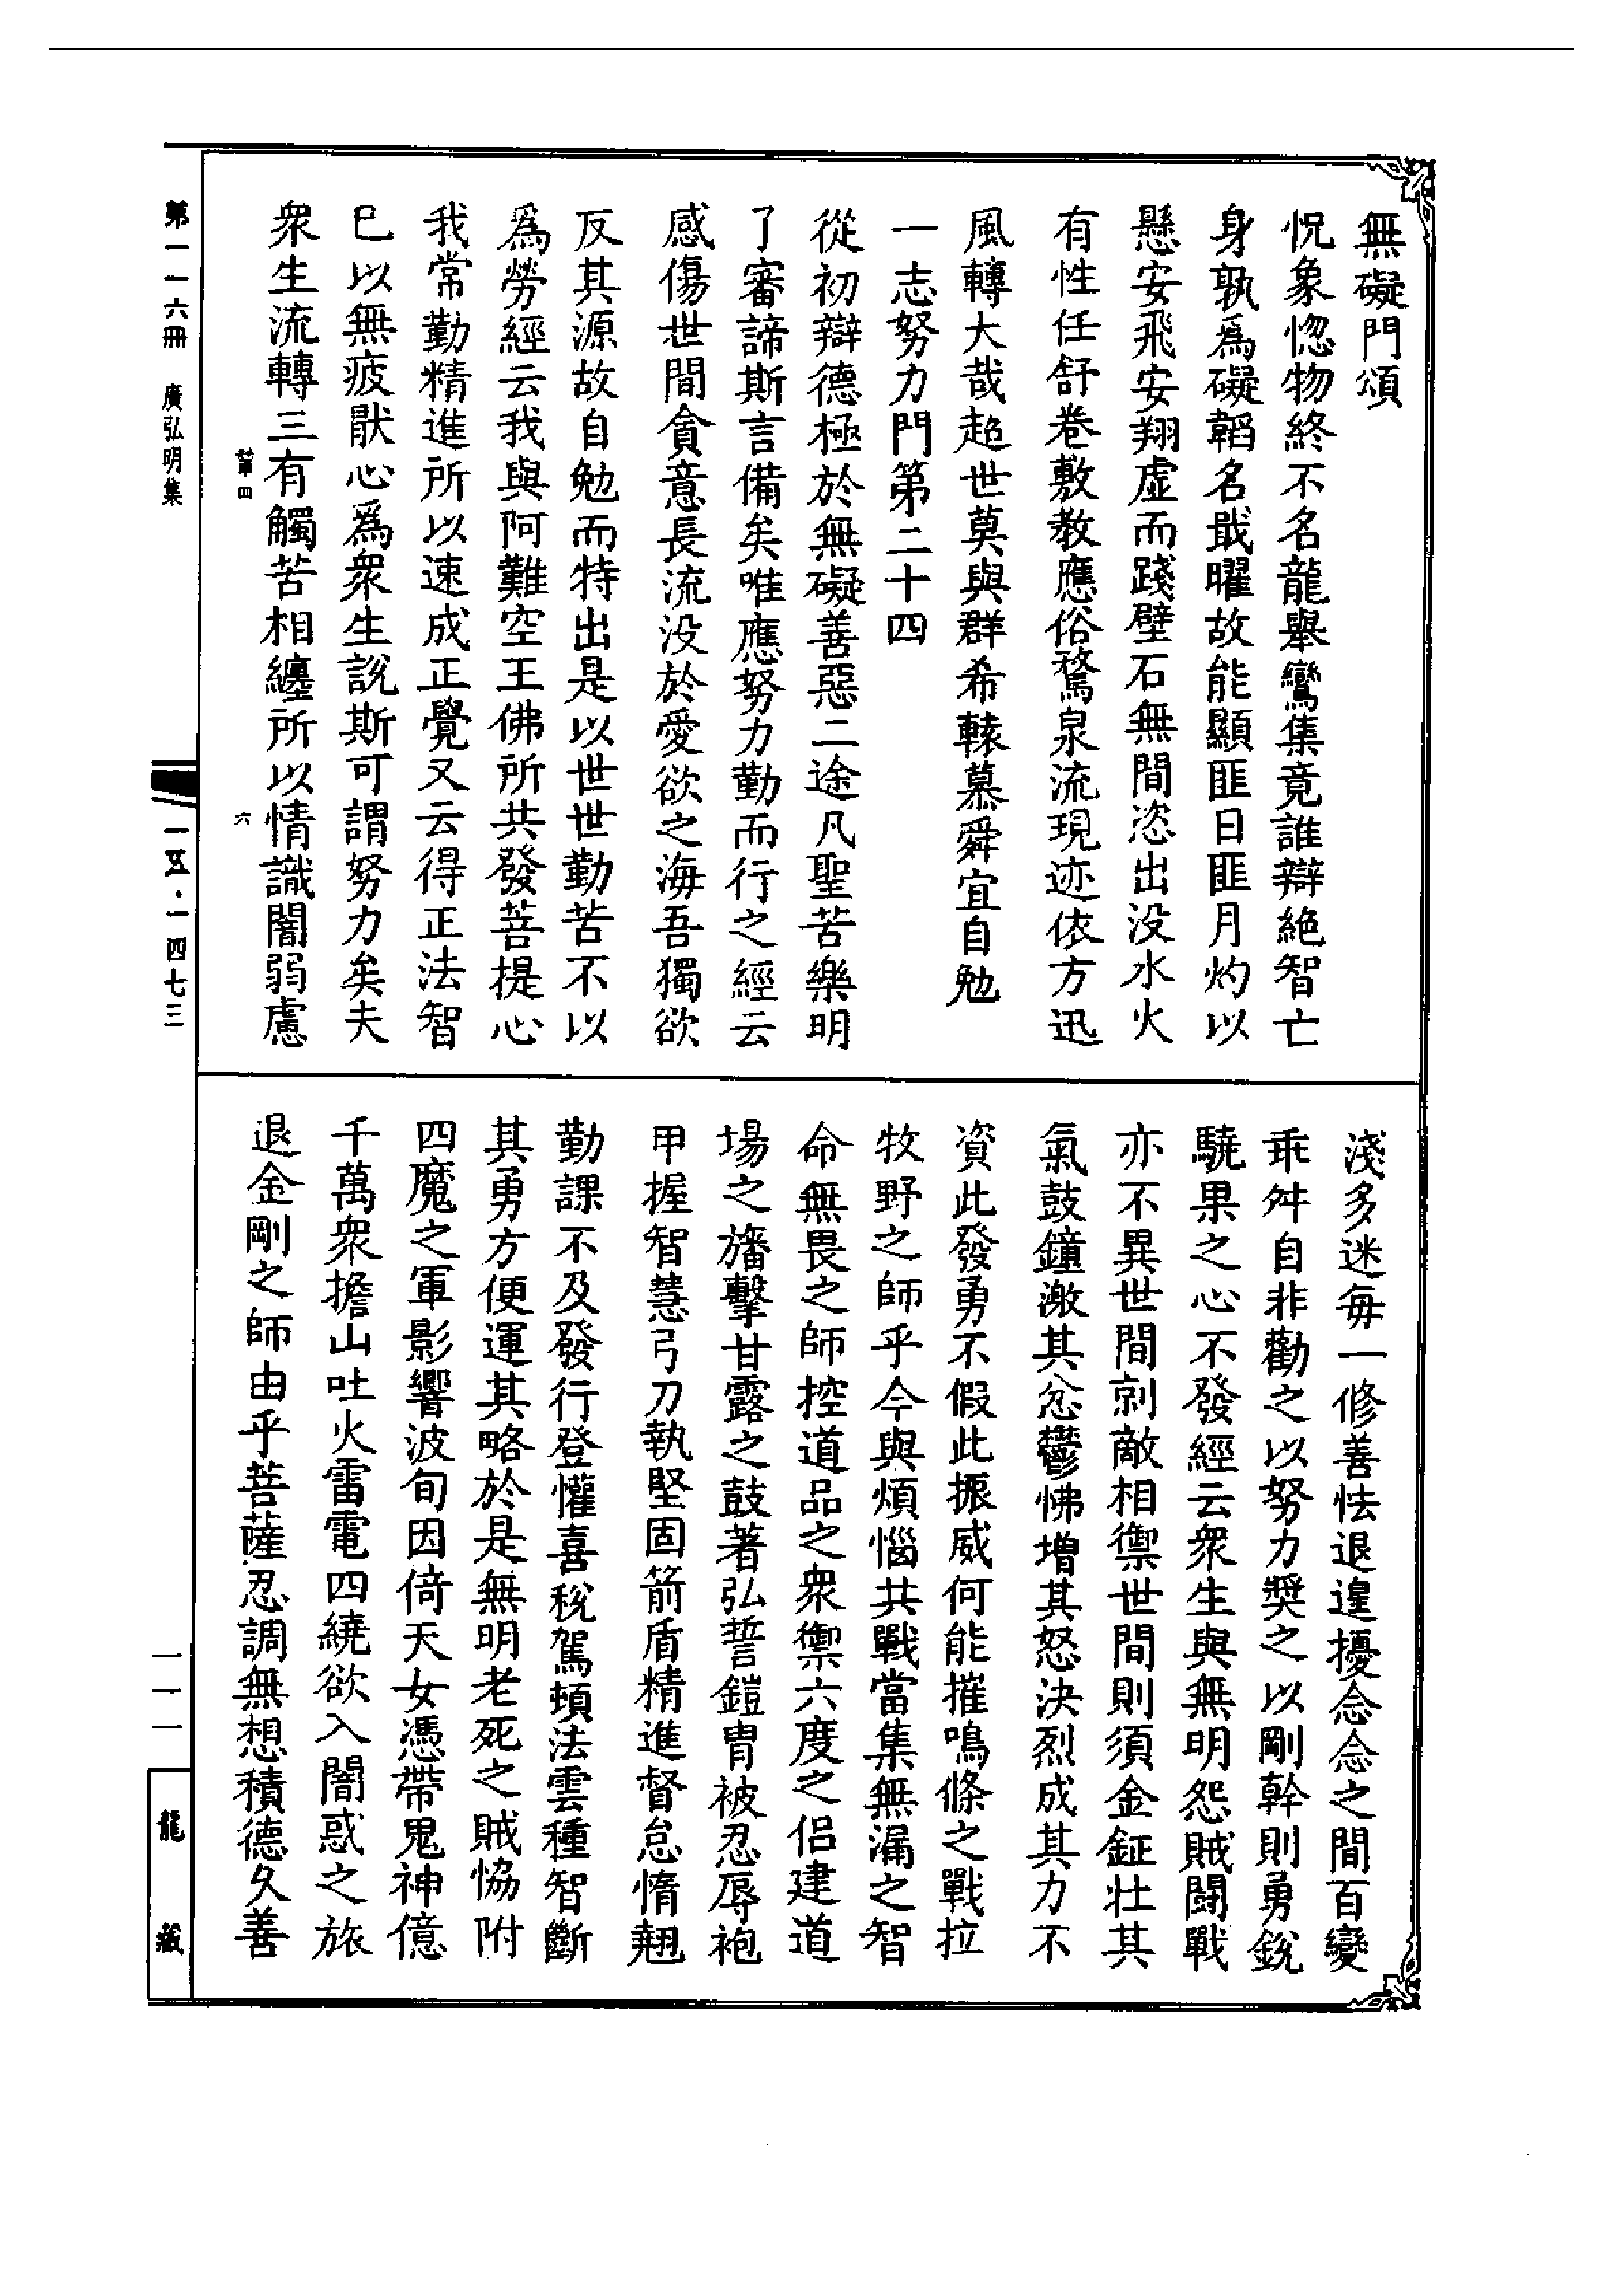 無礙門頌
怳象惚物終不名龍舉鸞集竟誰辯絕智亡
身孰爲礙韜名戢曜故能顯匪日匪月灼以
懸安飛安翔虛而踐壁石無間恣出没水火
有性任舒卷敷教應俗騖泉流現迹依方迅
風轉大哉超世莫與群希轅慕舜宜自勉
一志努力門第二十四
從初辯德極於無礙善惡二途凡聖苦樂明
了審諦斯言備矣唯應努力勤而行之經云
感傷世間貪意長流没於愛欲之海吾獨欲
反其源故自勉而特出是以世世勤苦不以
爲勞經云我與阿難空王佛所共發菩提心
我常勤精進所以速成正覺又云得正法智
已以無疲猒心爲衆生說斯可謂努力矣夫
衆生流轉三有觸苦相纏所以情識闇弱慮
淺多迷每一修善怯退遑擾念念之間百變
乖舛自非勸之以努力奬之以剛幹則勇銳
驍果之心不發經云衆生與無明怨賊鬪戰
亦不異世間剠敵相禦世間則須金鉦壯其
氣鼓鐘激其忿鬱怫增其怒決烈成其力不
資此發勇不假此振威何能摧鳴條之戰拉
牧野之師乎今與煩惱共戰當集無漏之智
命無畏之師控道品之衆禦六度之侣建道
場之旛擊甘露之鼓著弘誓鎧冑被忍辱袍
甲握智慧弓刀執堅固箭盾精進督怠惰翹
勤課不及發行登懽喜稅駕頓法雲種智斷
其勇方便運其略於是無明老死之賊恊附
四魔之軍影響波旬因倚天女憑帶鬼神億
千萬衆擔山吐火雷電四繞欲入闇惑之旅
退金剛之師由乎菩薩忍調無想積德久善
第一一六冊　廣弘明集
四
六
一五·一四七三
一一一
龍藏